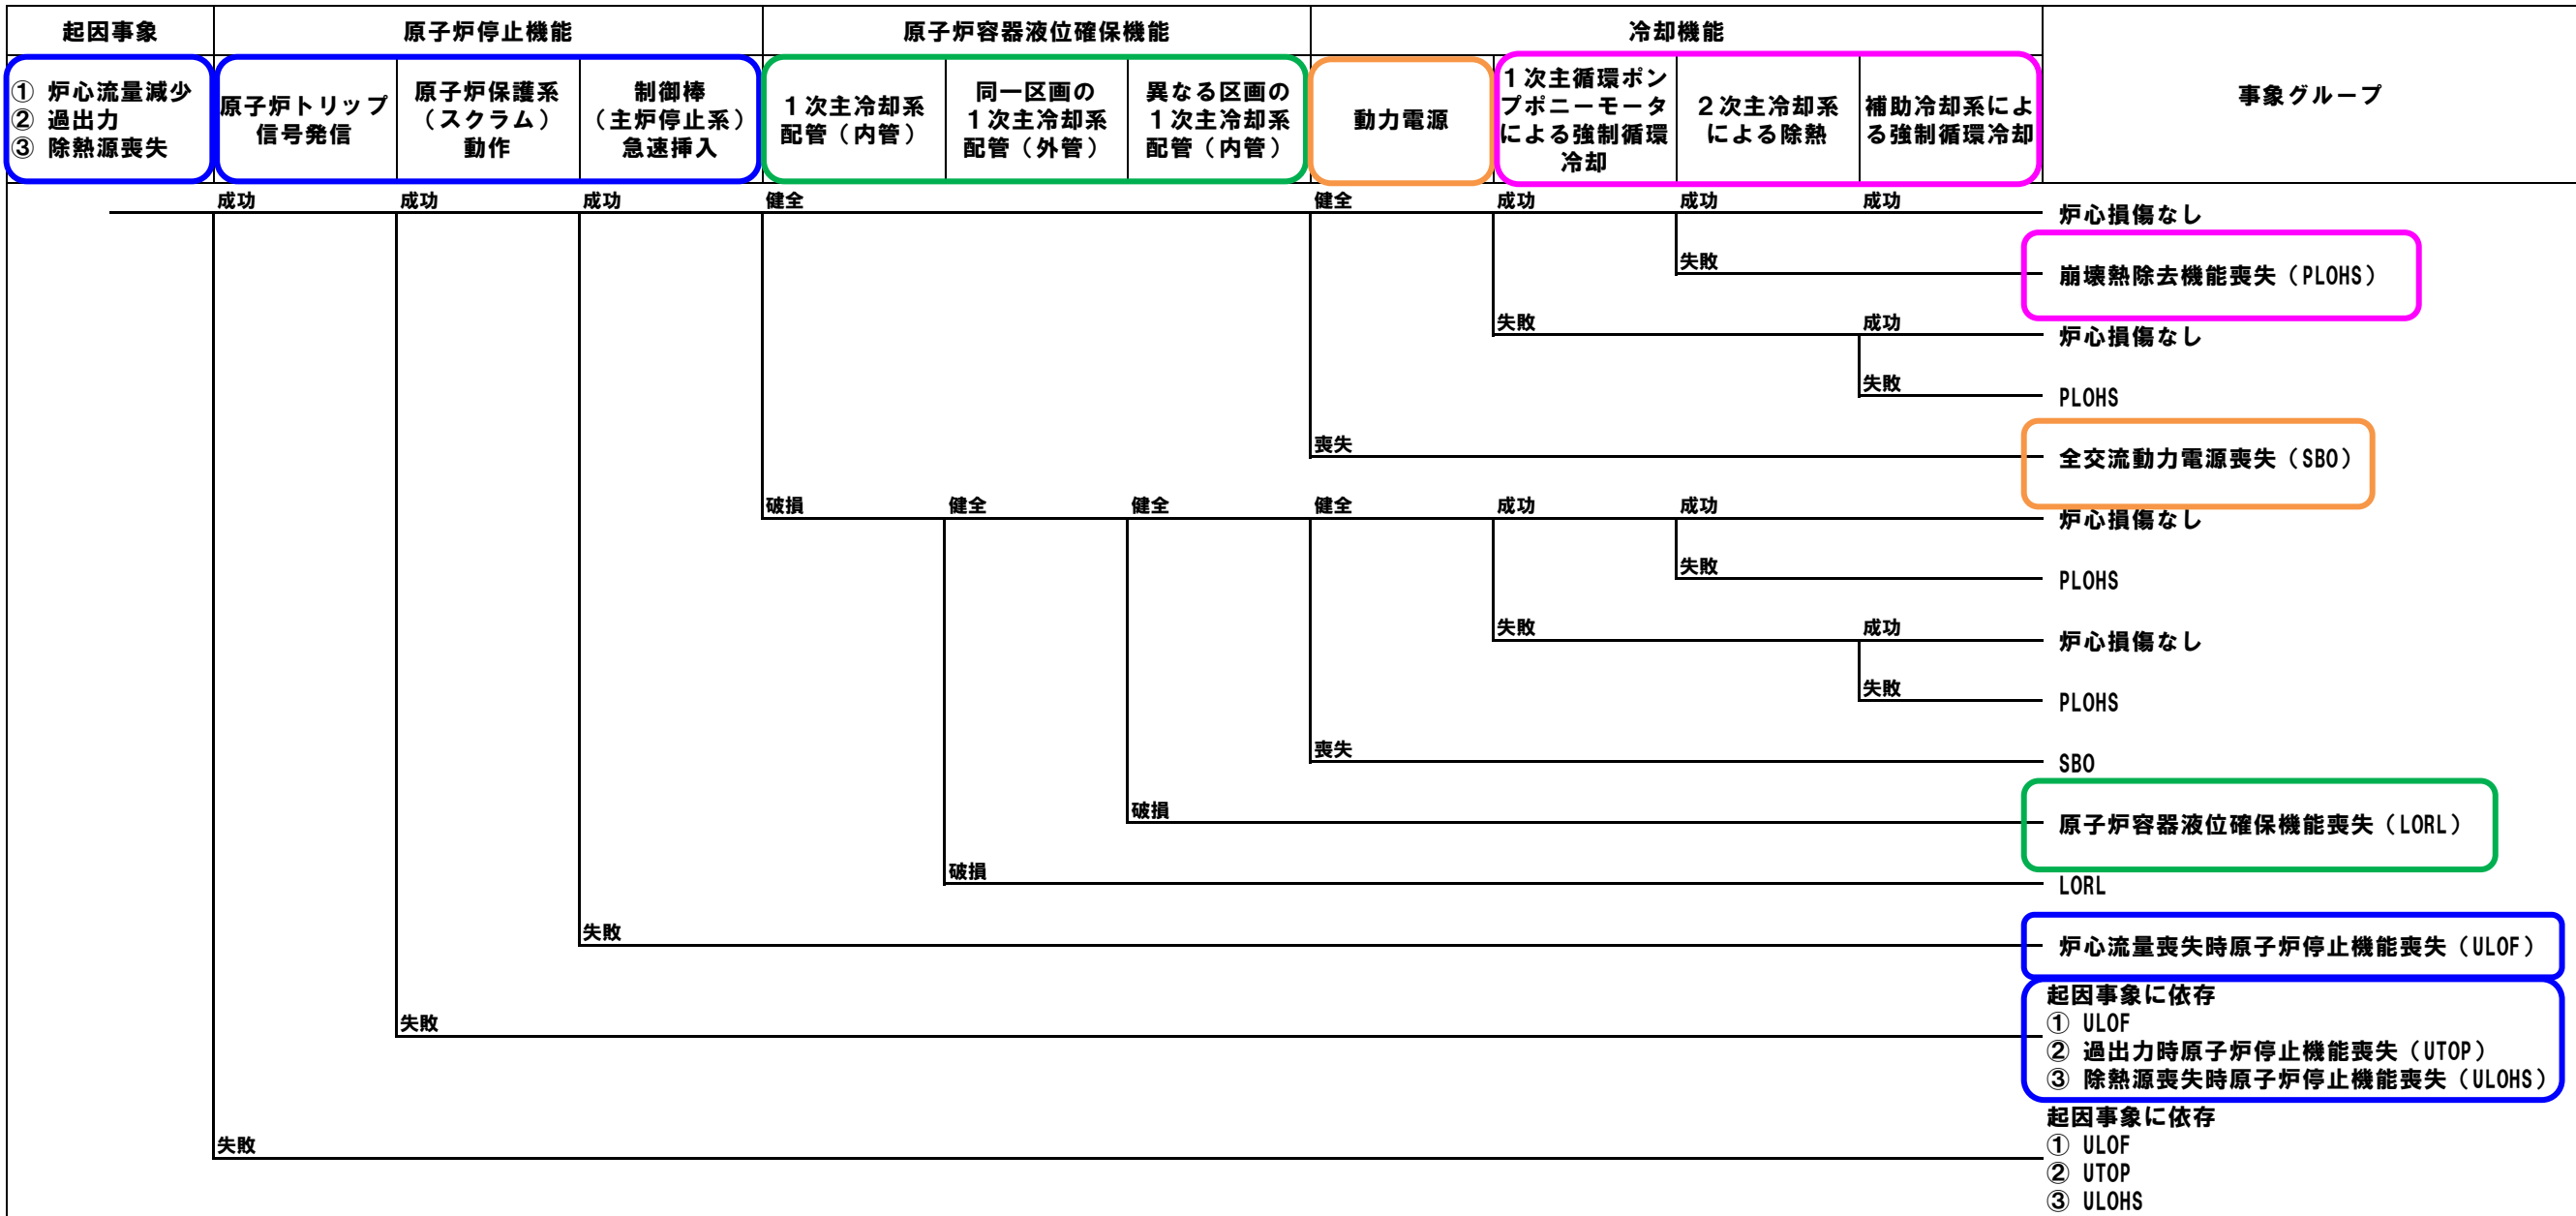 起因事象
原子炉停止機能
原子炉容器液位確保機能
冷却機能
事象グループ
① 炉心流量減少
② 過出力
③ 除熱源喪失
原子炉トリップ
信号発信
原子炉保護系
（スクラム）
動作
制御棒
（主炉停止系）
急速挿入
１次主冷却系
配管（内管）
同一区画の
１次主冷却系
配管（外管）
異なる区画の
１次主冷却系
配管（内管）
動力電源
１次主循環ポン
プポニーモータ
による強制循環
冷却
２次主冷却系
による除熱
補助冷却系によ
る強制循環冷却
成功
成功
成功
健全
健全
成功
成功
成功
炉心損傷なし
失敗
崩壊熱除去機能喪失（PLOHS）
失敗
成功
炉心損傷なし
失敗
PLOHS
喪失
全交流動力電源喪失（SBO）
破損
健全
健全
健全
成功
成功
炉心損傷なし
失敗
PLOHS
失敗
成功
炉心損傷なし
失敗
PLOHS
喪失
SBO
破損
原子炉容器液位確保機能喪失（LORL）
破損
LORL
失敗
炉心流量喪失時原子炉停止機能喪失（ULOF）
失敗
起因事象に依存
① ULOF
② 過出力時原子炉停止機能喪失（UTOP）
③ 除熱源喪失時原子炉停止機能喪失（ULOHS）
失敗
起因事象に依存
① ULOF
② UTOP
③ ULOHS